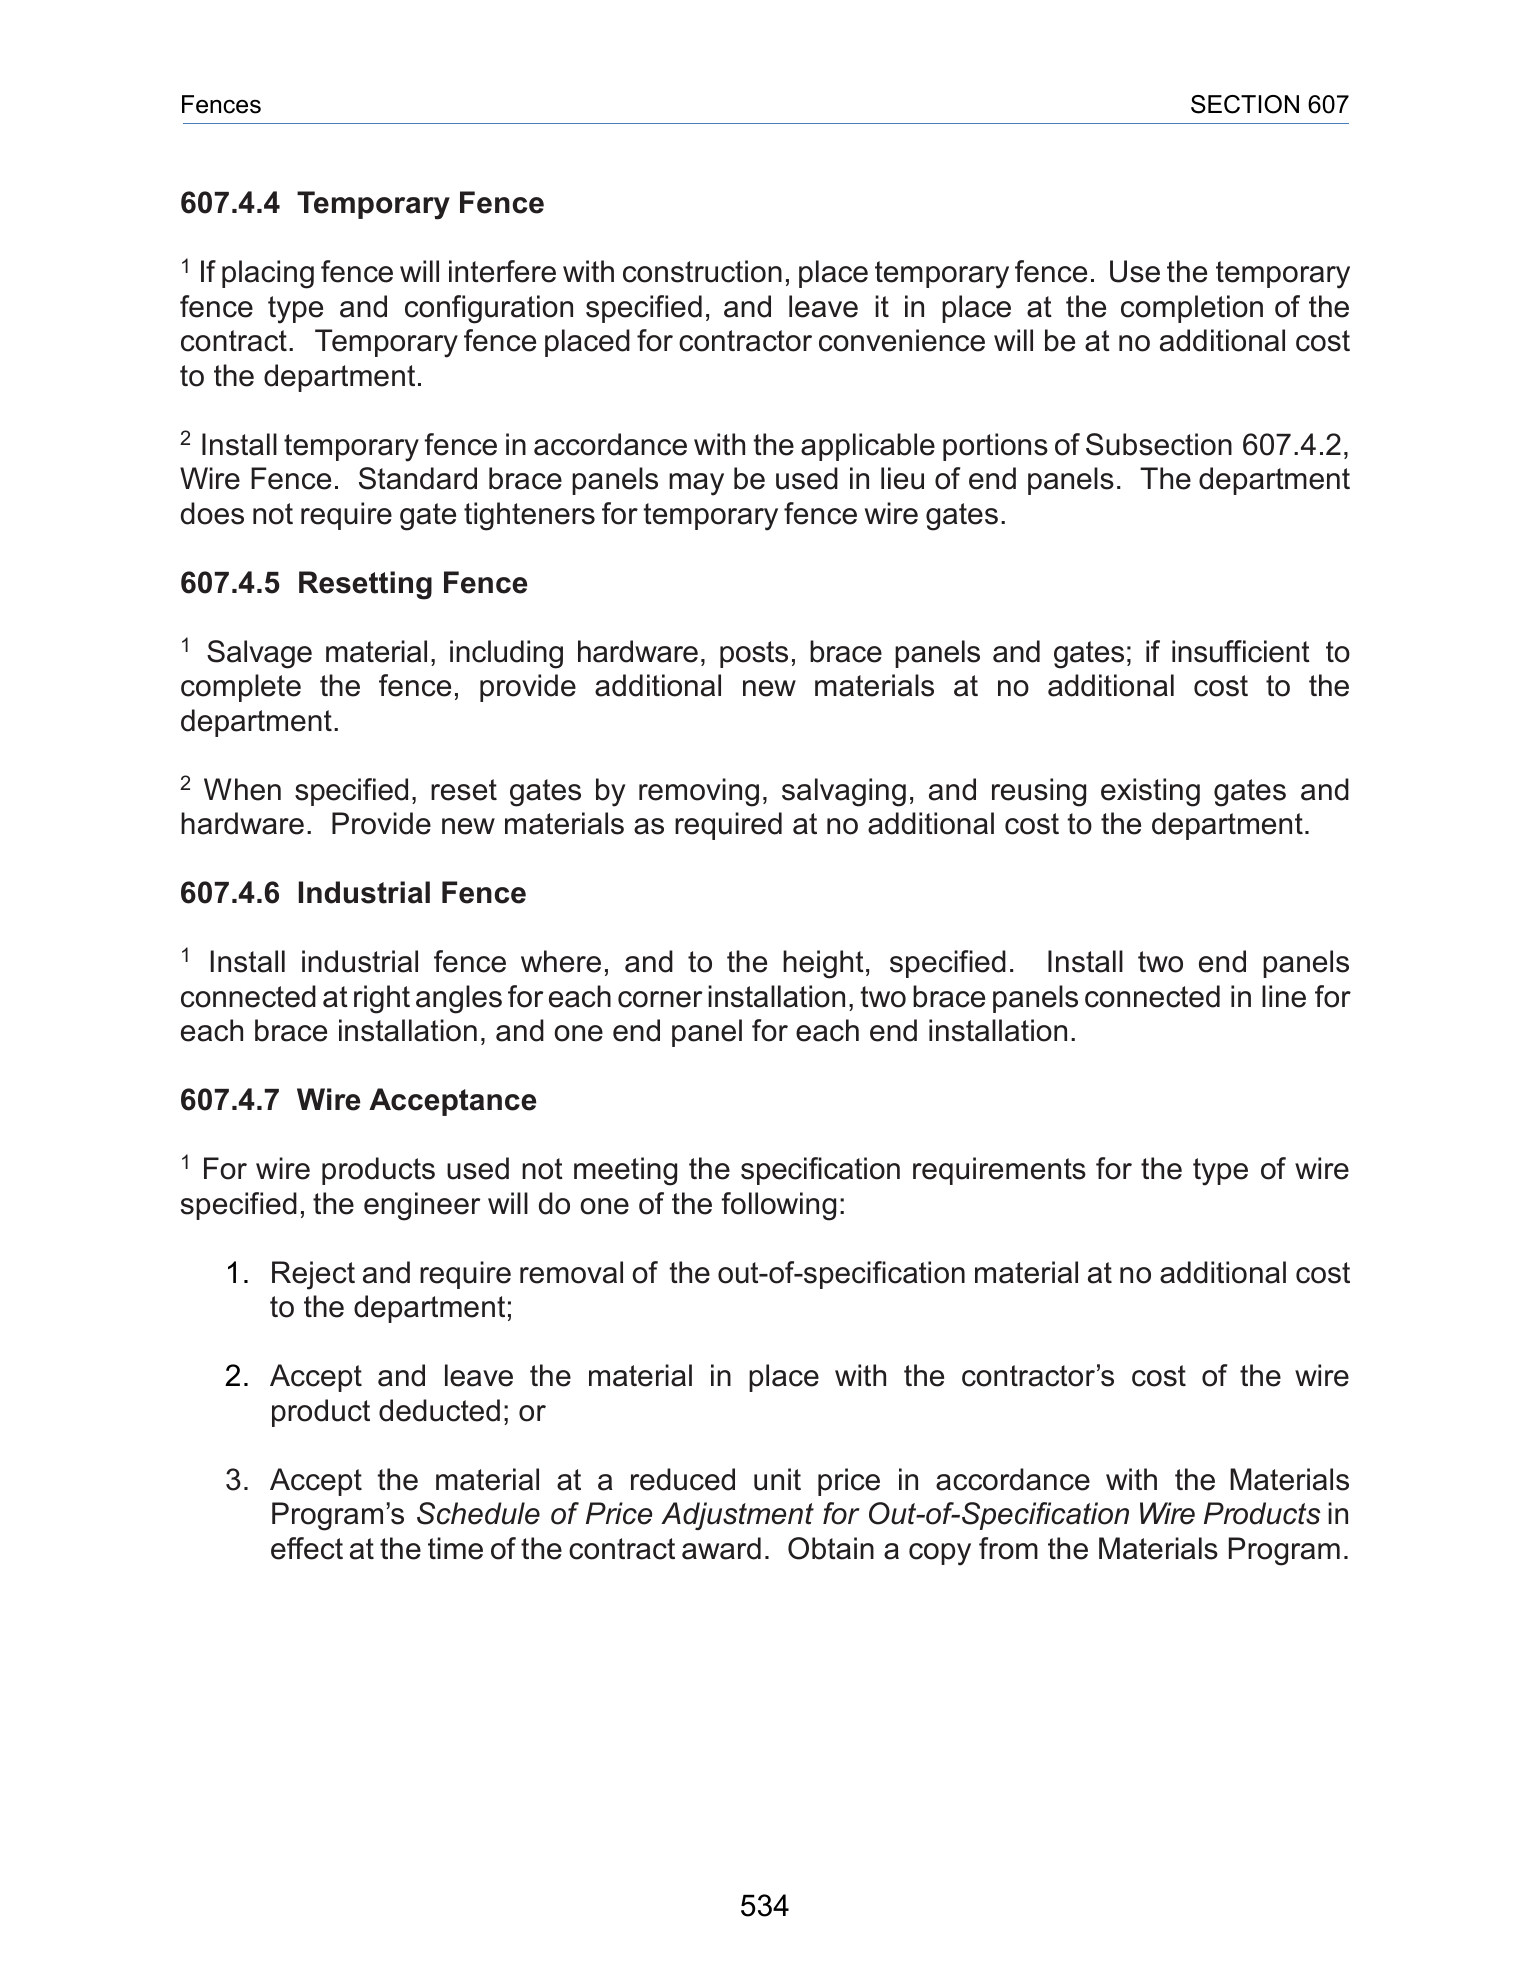 Fences SECTION 607
607.4.4 Temporary Fence
1 If placing fence will interfere with construction, place temporary fence. Use the temporary
fence type and configuration specified, and leave it in place at the completion of the
contract. Temporary fence placed for contractor convenience will be at no additional cost
to the department.
2 Install temporary fence in accordance with the applicable portions of Subsection 607.4.2,
Wire Fence. Standard brace panels may be used in lieu of end panels. The department
does not require gate tighteners for temporary fence wire gates.
607.4.5 Resetting Fence
1 Salvage material, including hardware, posts, brace panels and gates; if insufficient to
complete the fence, provide additional new materials at no additional cost to the
department.
2 When specified, reset gates by removing, salvaging, and reusing existing gates and
hardware. Provide new materials as required at no additional cost to the department.
607.4.6 Industrial Fence
1 Install industrial fence where, and to the height, specified. Install two end panels
connected at right angles for each corner installation, two brace panels connected in line for
each brace installation, and one end panel for each end installation.
607.4.7 Wire Acceptance
1 For wire products used not meeting the specification requirements for the type of wire
specified, the engineer will do one of the following:
1. Reject and require removal of the out-of-specification material at no additional cost
to the department;
2. Accept and leave the material in place with the contractor’s cost of the wire
product deducted; or
3. Accept the material at a reduced unit price in accordance with the Materials
Program’s Schedule of Price Adjustment for Out-of-Specification Wire Products in
effect at the time of the contract award. Obtain a copy from the Materials Program.
534